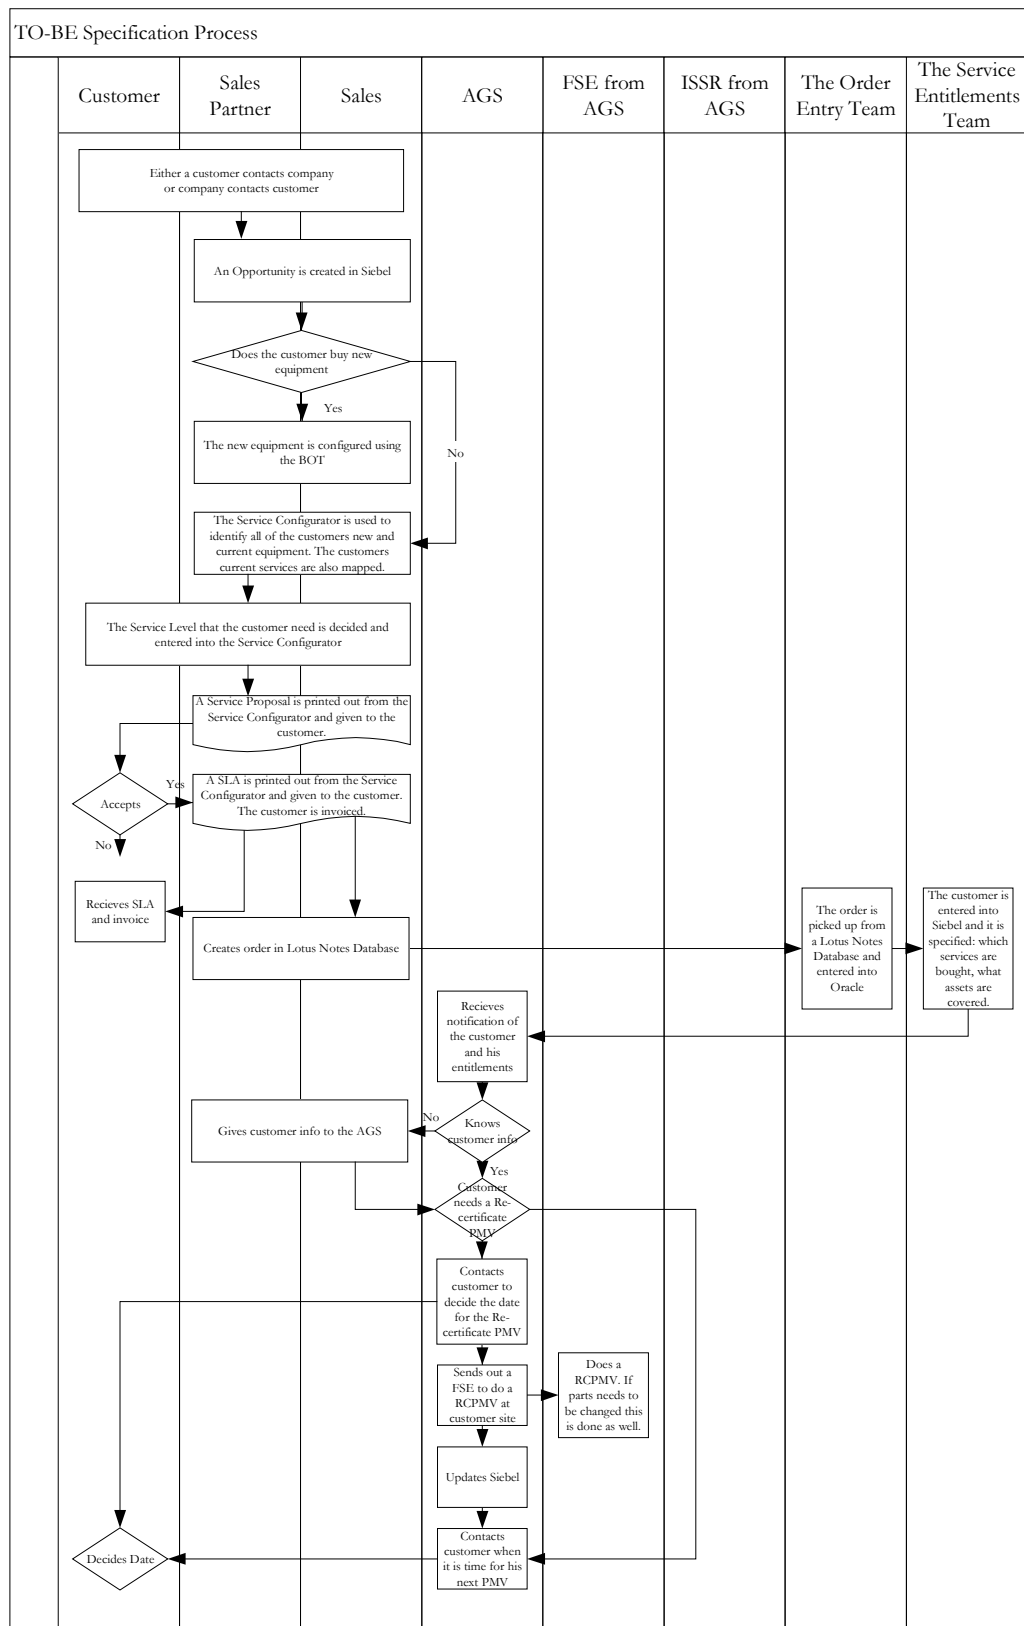 TO-BE Specification Process
Customer
Sales
Partner
Sales
AGS
FSE from
AGS
ISSR from
AGS
The Order
Entry Team
The Service
Entitlements
Team
Either a customer contacts company
or company contacts customer
An Opportunity is created in Siebel
Does the customer buy new
equipment
Yes
No
The new equipment is configured using
the BOT
The Service Configurator is used to
identify all of the customers new and
current equipment. The customers
current services are also mapped.
The Service Level that the customer need is decided and
entered into the Service Configurator
A Service Proposal is printed out from the
Service Configurator and given to the
customer.
Accepts
Yes
No
A SLA is printed out from the Service
Configurator and given to the customer.
The customer is invoiced.
Recieves SLA
and invoice
Creates order in Lotus Notes Database
The order is
picked up from
a Lotus Notes
Database and
entered into
Oracle
The customer is
entered into
Siebel and it is
specified: which
services are
bought, what
assets are
covered.
Recieves
notification of
the customer
and his
entitlements
Knows
customer info
No
Gives customer info to the AGS
Yes
Customer
needs a Re-
certificate
PMV
Contacts
customer to
decide the date
for the Re-
certificate PMV
Sends out a
FSE to do a
RCPMV at
customer site
Does a
RCPMV. If
parts needs to
be changed this
is done as well.
Updates Siebel
Contacts
customer when
it is time for his
next PMV
Decides Date